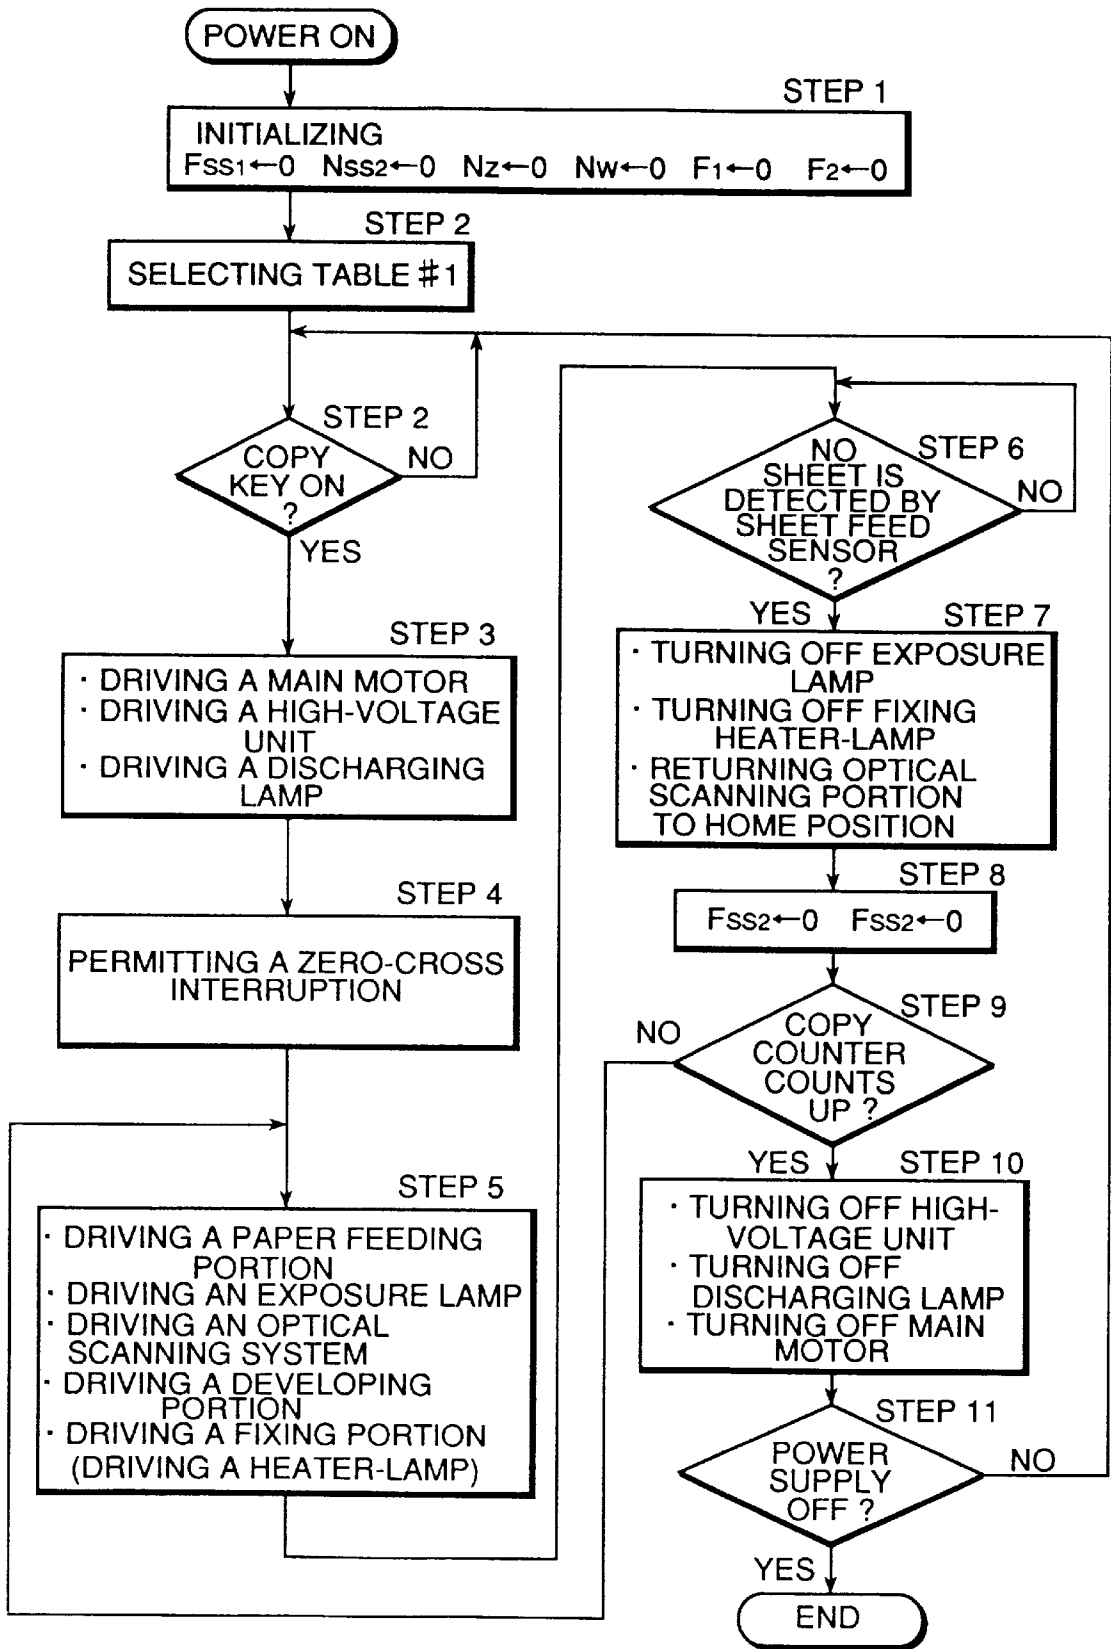 POWER ON
STEP 1
INITIALIZING
FSS1←0 NSS2←0 NZ←0 NW←0 F1←0 F2←0
STEP 2
SELECTING TABLE #1
STEP 2
COPY
KEY ON
?
NO
YES
STEP 3
· DRIVING A MAIN MOTOR
· DRIVING A HIGH-VOLTAGE
UNIT
· DRIVING A DISCHARGING
LAMP
STEP 4
PERMITTING A ZERO-CROSS
INTERRUPTION
STEP 5
· DRIVING A PAPER FEEDING
PORTION
· DRIVING AN EXPOSURE LAMP
· DRIVING AN OPTICAL
SCANNING SYSTEM
· DRIVING A DEVELOPING
PORTION
· DRIVING A FIXING PORTION
(DRIVING A HEATER-LAMP)
STEP 6
NO
SHEET IS
DETECTED BY
SHEET FEED
SENSOR
?
NO
YES
STEP 7
· TURNING OFF EXPOSURE
LAMP
· TURNING OFF FIXING
HEATER-LAMP
· RETURNING OPTICAL
SCANNING PORTION
TO HOME POSITION
STEP 8
FSS2←0 FSS2←0
STEP 9
COPY
COUNTER
COUNTS
UP ?
NO
YES
STEP 10
· TURNING OFF HIGH-
VOLTAGE UNIT
· TURNING OFF
DISCHARGING LAMP
· TURNING OFF MAIN
MOTOR
STEP 11
POWER
SUPPLY
OFF ?
NO
YES
END